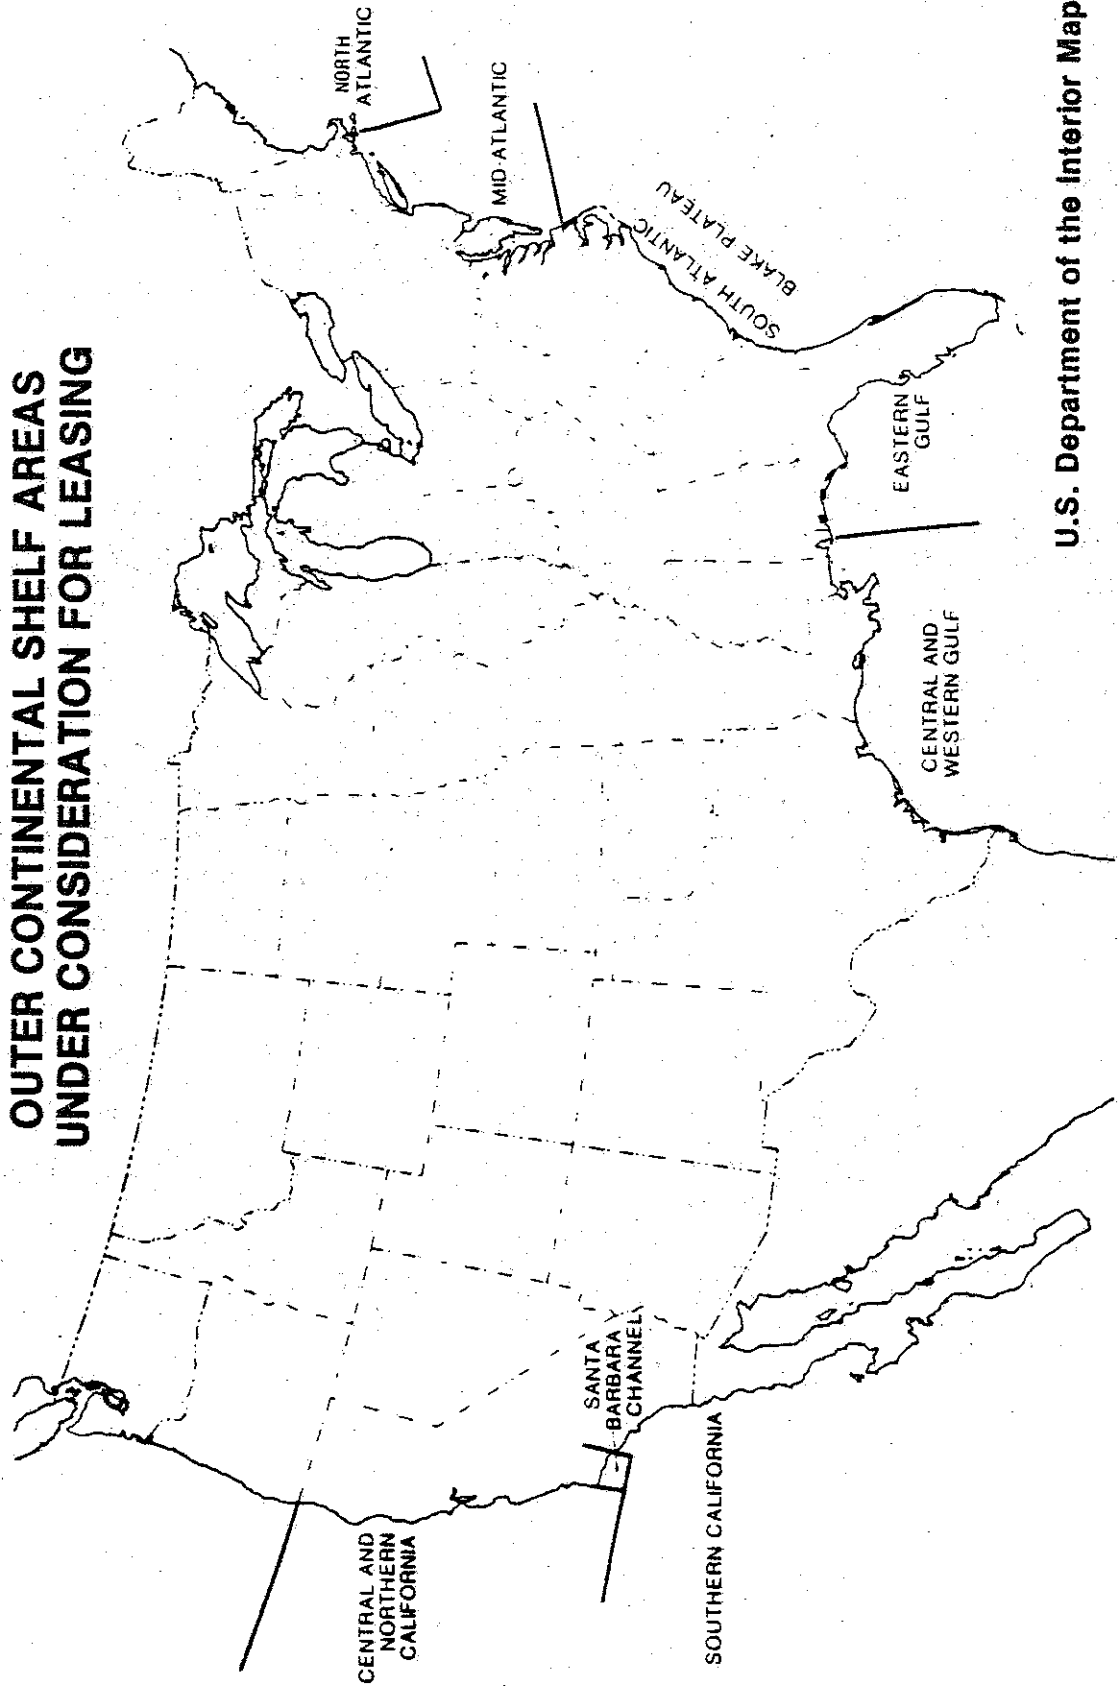 OUTER CONTINENTAL SHELF AREAS
UNDER CONSIDERATION FOR LEASING
NORTH
ATLANTIC
MID-ATLANTIC
SOUTH ATLANTIC
BLAKE PLATEAU
EASTERN
GULF
CENTRAL AND
WESTERN GULF
SANTA
BARBARA
CHANNEL
CENTRAL AND
NORTHERN
CALIFORNIA
SOUTHERN CALIFORNIA
U.S. Department of the Interior Map